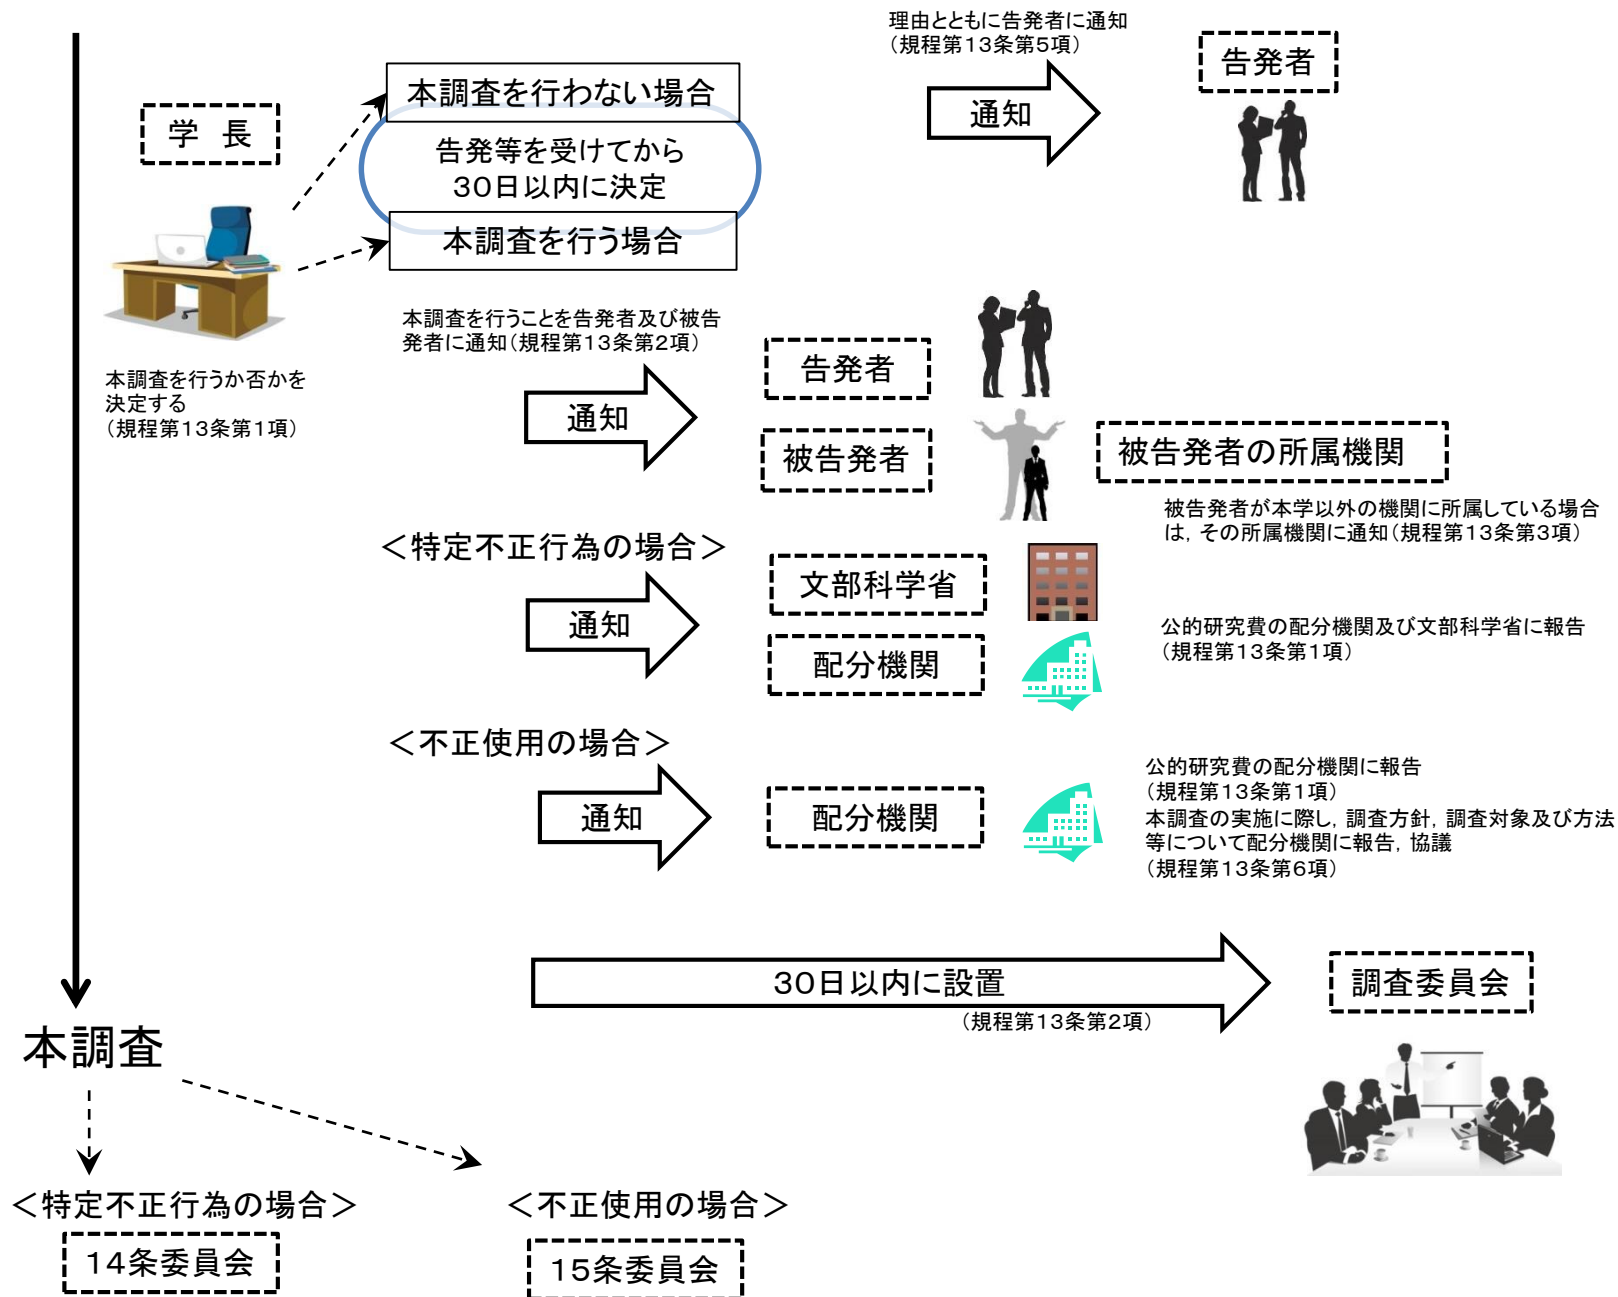 理由とともに告発者に通知
（規程第１３条第５項）
告発者
通知
学　長
本調査を行わない場合
告発等を受けてから
３０日以内に決定
本調査を行う場合
本調査を行うか否かを
決定する
（規程第１３条第１項）
本調査を行うことを告発者及び被告
発者に通知（規程第１３条第２項）
通知
告発者
被告発者
被告発者の所属機関
被告発者が本学以外の機関に所属している場合
は，その所属機関に通知（規程第１３条第３項）
＜特定不正行為の場合＞
通知
文部科学省
配分機関
公的研究費の配分機関及び文部科学省に報告
（規程第１３条第１項）
＜不正使用の場合＞
通知
配分機関
公的研究費の配分機関に報告
（規程第１３条第１項）
本調査の実施に際し，調査方針，調査対象及び方法
等について配分機関に報告，協議
（規程第１３条第６項）
３０日以内に設置
（規程第１３条第２項）
調査委員会
本調査
＜特定不正行為の場合＞
１４条委員会
＜不正使用の場合＞
１５条委員会